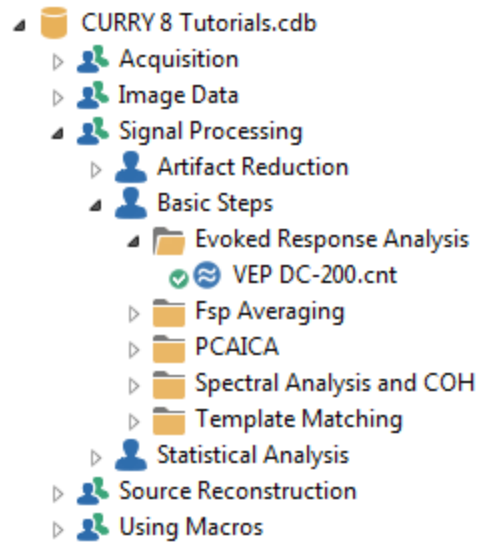 CURRY 8 Tutorials.cdb
Acquisition
Image Data
Signal Processing
Artifact Reduction
Basic Steps
Evoked Response Analysis
VEP DC-200.cnt
Fsp Averaging
PCAICA
Spectral Analysis and COH
Template Matching
Statistical Analysis
Source Reconstruction
Using Macros